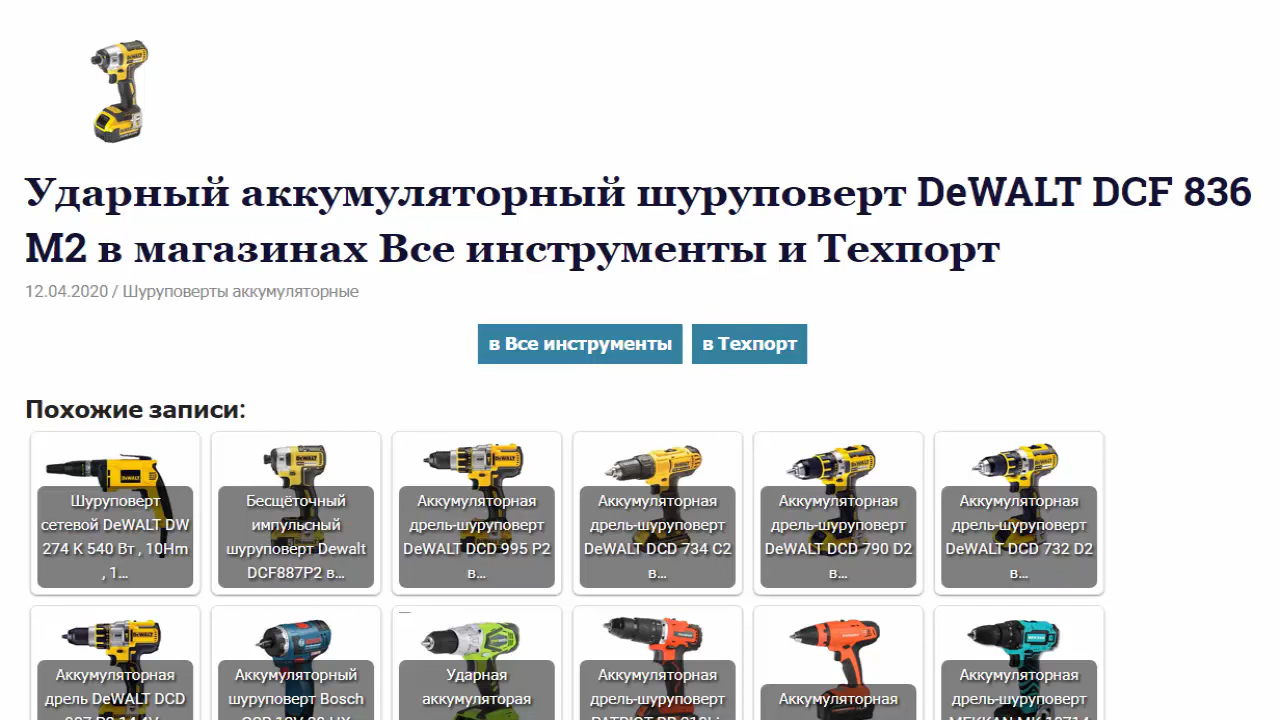 Ударный аккумуляторный шуруповерт DeWALT DCF 836
M2 в магазинах Все инструменты и Техпорт
12.04.2020 / Шуруповерты аккумуляторные
в Все инструменты в Техпорт
Похожие записи:
Шуруповерт
сетевой DeWALT DW
274 K 540 Вт , 10Нm
, 1...
Бесщёточный
импульсный
шуруповерт Dewalt
DCF887P2 в...
Аккумуляторная
дрель-шуруповерт
DeWALT DCD 995 P2
в...
Аккумуляторная
дрель-шуруповерт
DeWALT DCD 734 C2
в...
Аккумуляторная
дрель-шуруповерт
DeWALT DCD 790 D2
в...
Аккумуляторная
дрель-шуруповерт
DeWALT DCD 732 D2
в...
Аккумуляторная
дрель DeWALT DCD
Аккумуляторный
шуруповерт Bosch
Ударная
аккумуляторая
Аккумуляторная
дрель-шуруповерт
Аккумуляторная
Аккумуляторная
дрель-шуруповерт